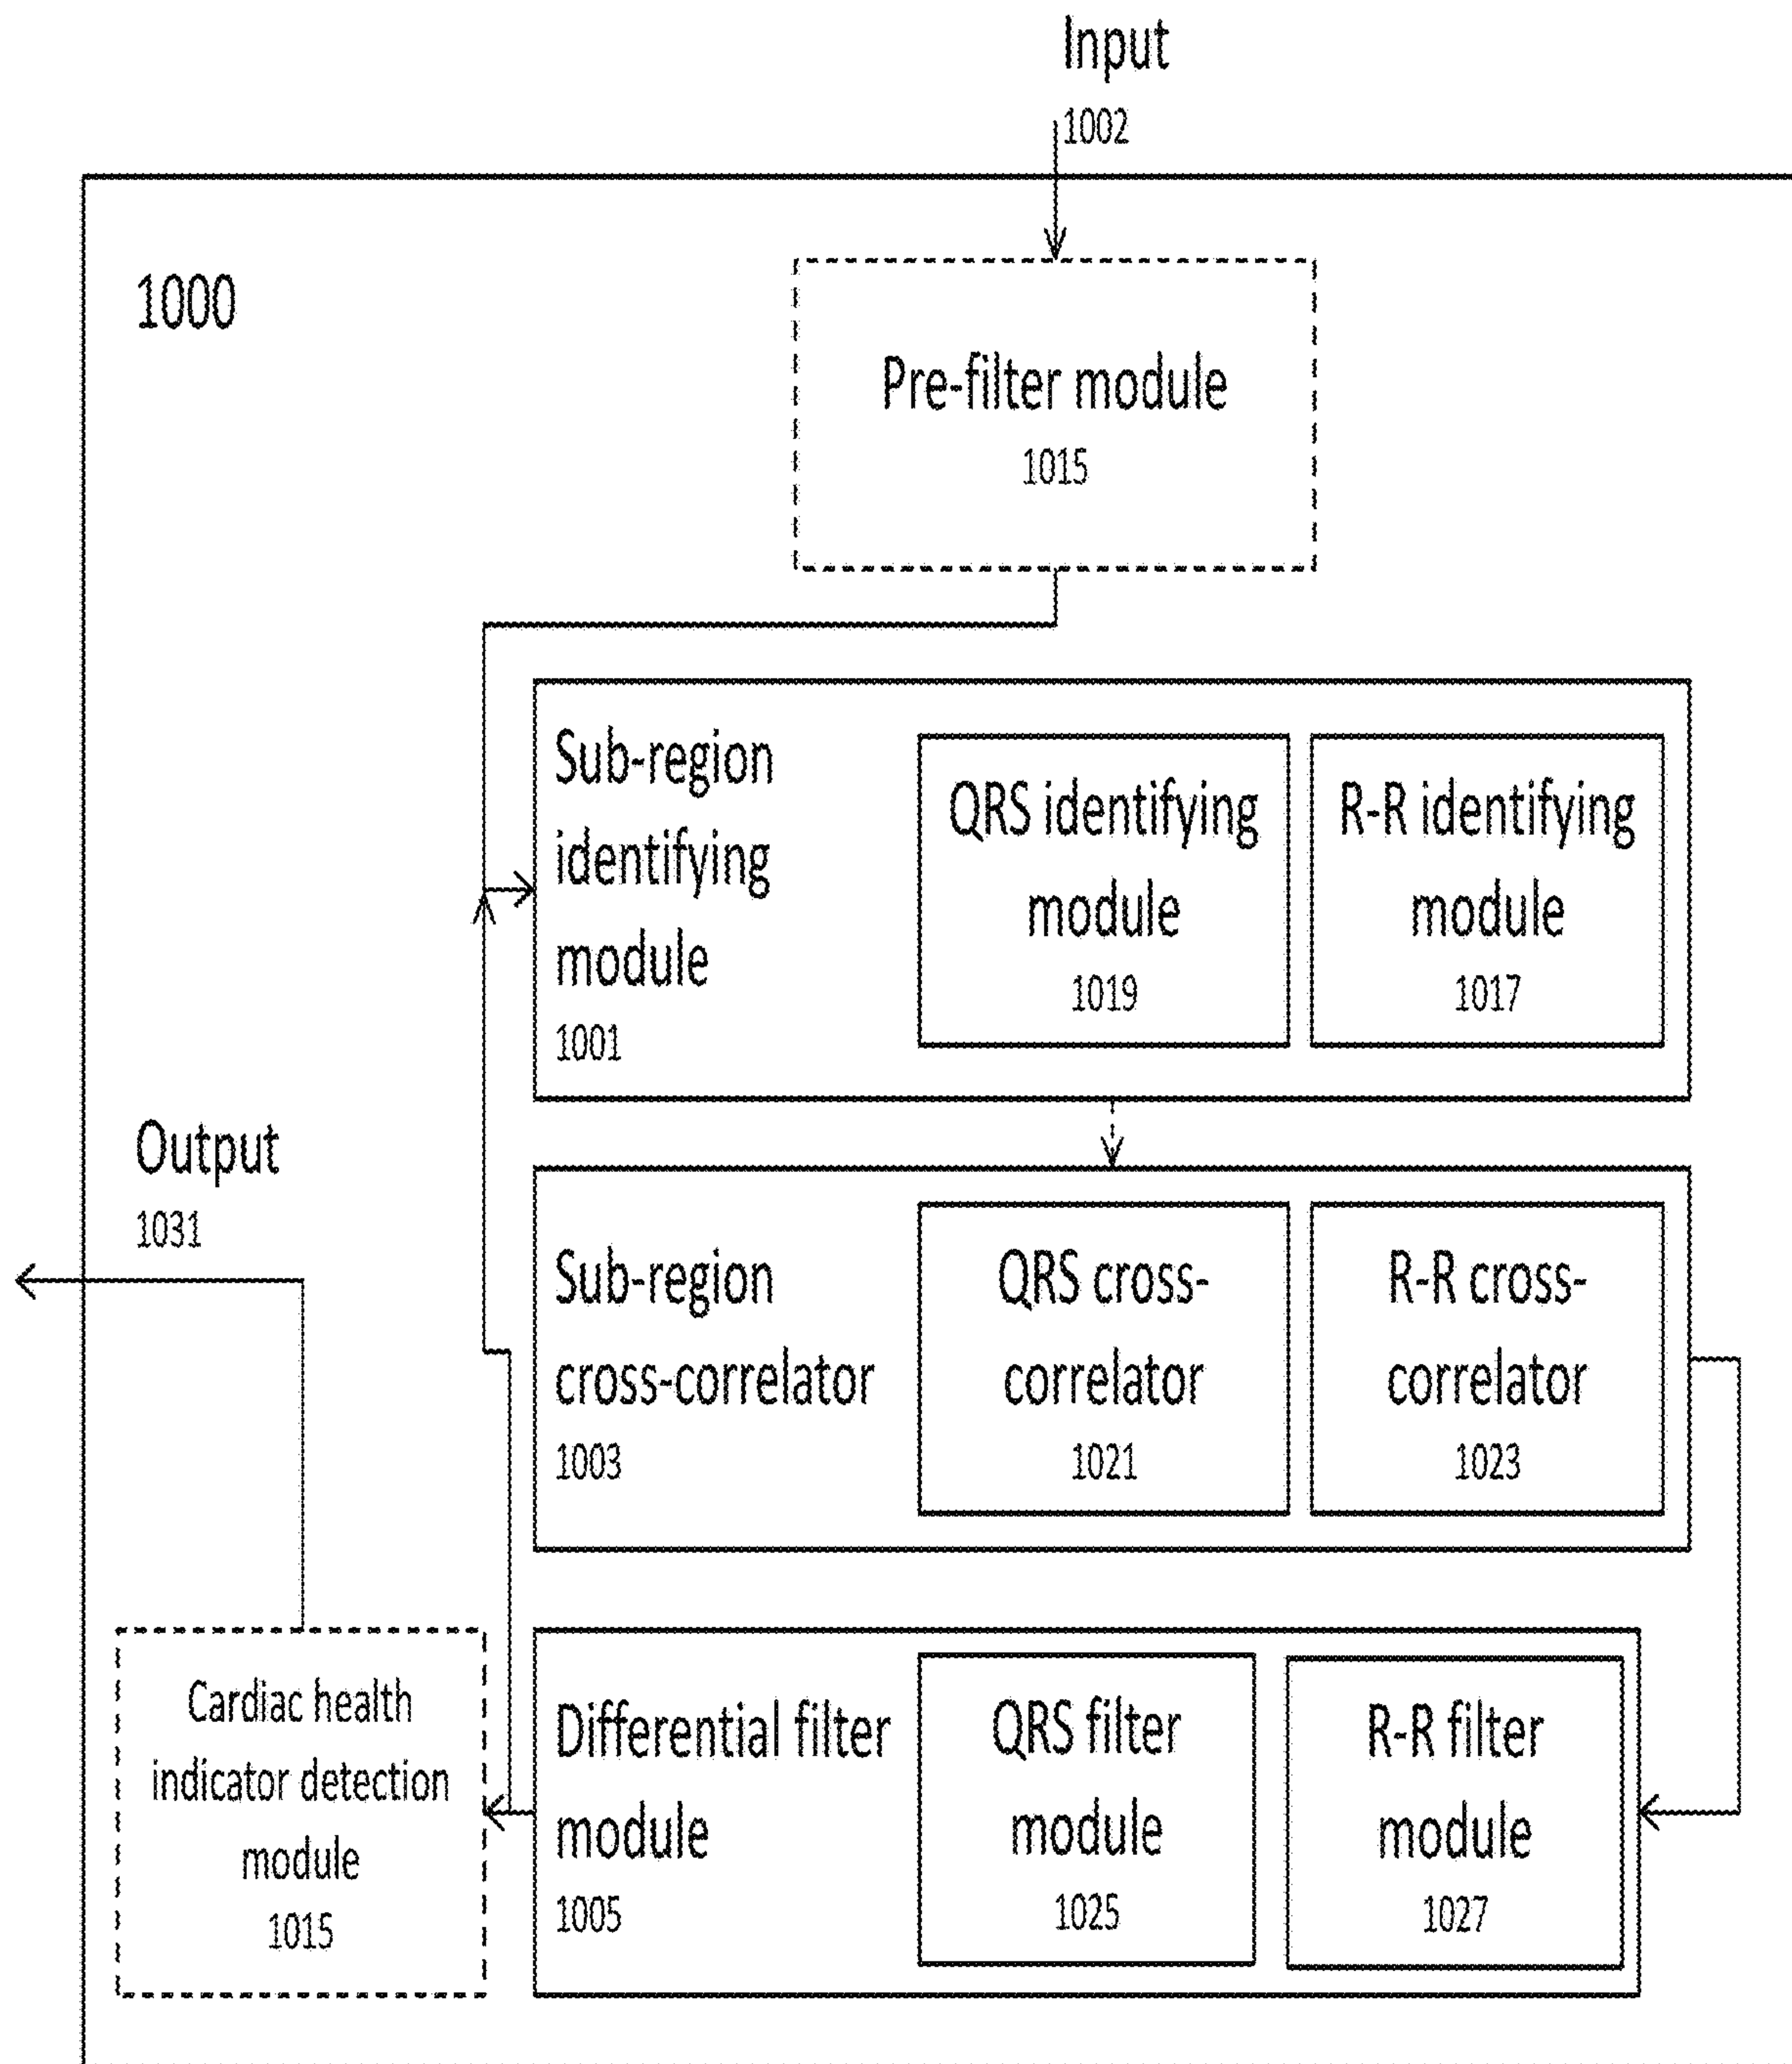 Input
1002
1000
Pre-filter module
1015
Sub-region
identifying
module
1001
QRS identifying
module
1019
R-R identifying
module
1017
Output
1031
Sub-region
cross-correlator
1003
QRS cross-
correlator
1021
R-R cross-
correlator
1023
Cardiac health
indicator detection
module
1015
Differential filter
module
1005
QRS filter
module
1025
R-R filter
module
1027